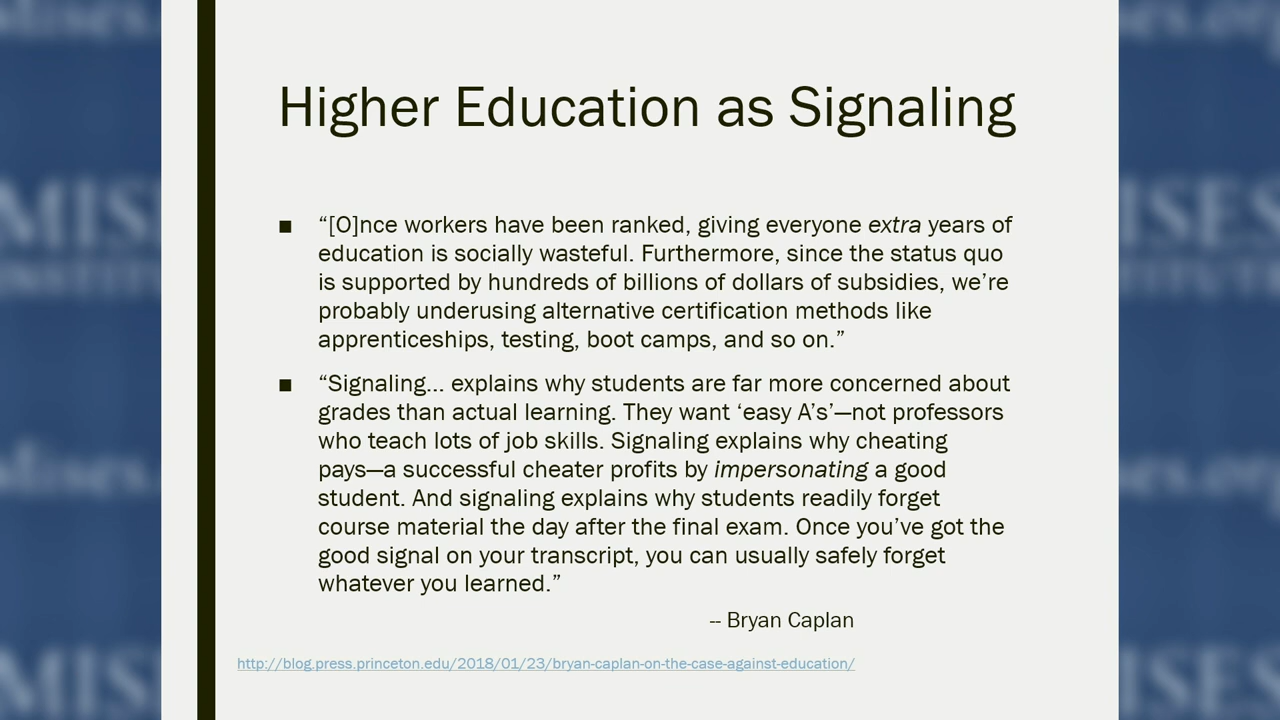 Higher Education as Signaling
■ “[O]nce workers have been ranked, giving everyone extra years of
education is socially wasteful. Furthermore, since the status quo
is supported by hundreds of billions of dollars of subsidies, we’re
probably underusing alternative certification methods like
apprenticeships, testing, boot camps, and so on.”
■ “Signaling... explains why students are far more concerned about
grades than actual learning. They want ‘easy A’s’—not professors
who teach lots of job skills. Signaling explains why cheating
pays—a successful cheater profits by impersonating a good
student. And signaling explains why students readily forget
course material the day after the final exam. Once you’ve got the
good signal on your transcript, you can usually safely forget
whatever you learned.”
-- Bryan Caplan
http://blog.press.princeton.edu/2018/01/23/bryan-caplan-on-the-case-against-education/